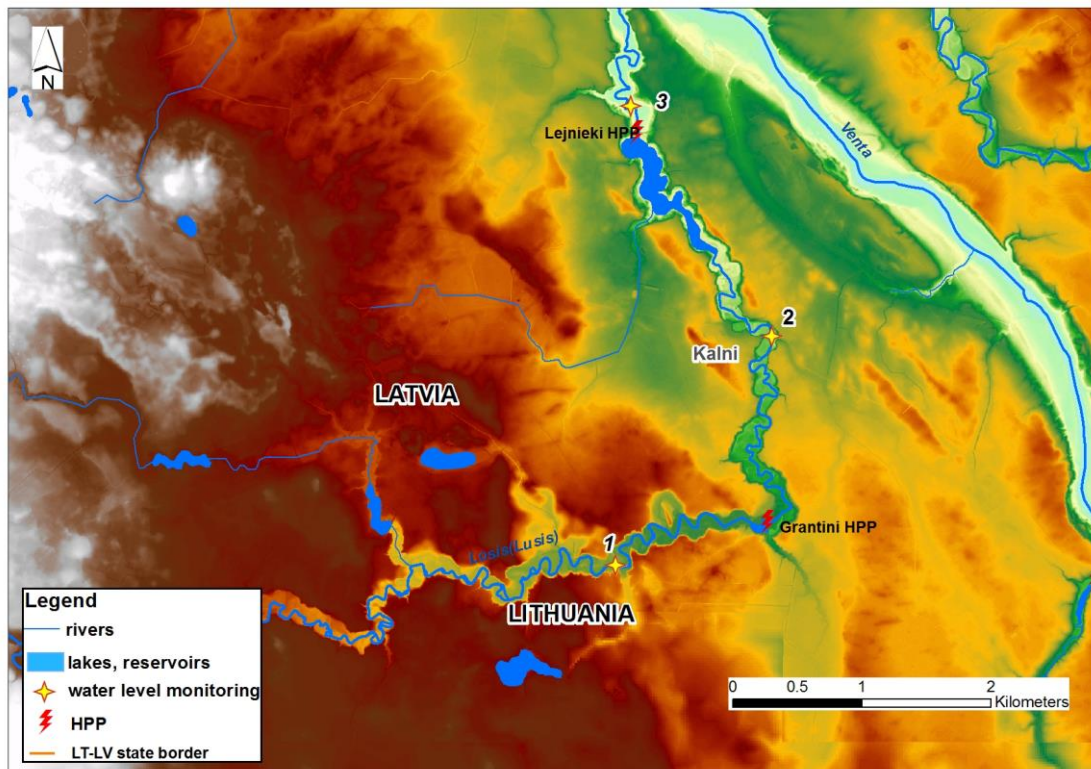 N
3
Lejnieki HPP
Venta
2
Kalni
LATVIA
Grantini HPP
1
Losis(Lusis)
LITHUANIA
Legend
rivers
lakes, reservoirs
water level monitoring
HPP
LT-LV state border
0 0.5 1 2
Kilometers